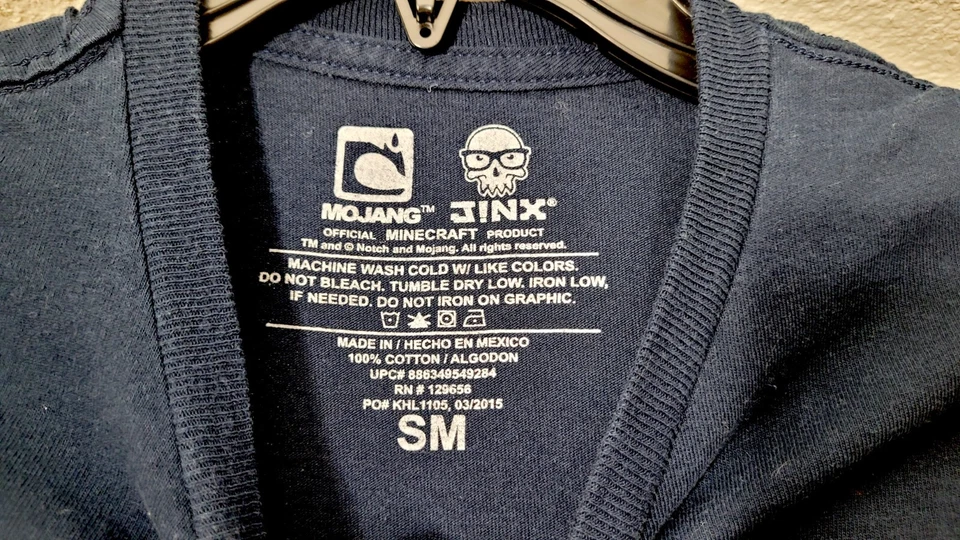 MOJANG™ J!NX®
OFFICIAL MINECRAFT PRODUCT
TM and © Notch and Mojang. All rights reserved.
MACHINE WASH COLD W/ LIKE COLORS.
DO NOT BLEACH. TUMBLE DRY LOW. IRON LOW,
IF NEEDED. DO NOT IRON ON GRAPHIC.
MADE IN / HECHO EN MEXICO
100% COTTON / ALGODON
UPC# 886349549284
RN # 129656
PO# KHL1105, 03/2015
SM